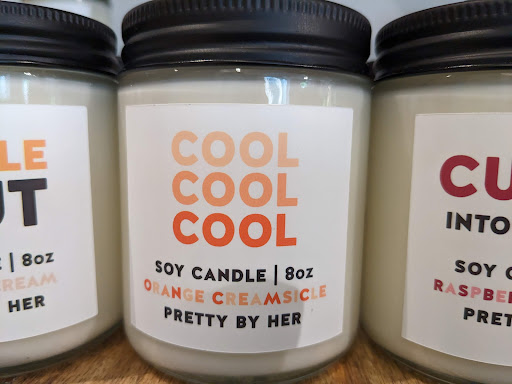 LE
UT
| 8oz
CREAM
HER
COOL
COOL
COOL
SOY CANDLE | 8oz
ORANGE CREAMSICLE
PRETTY BY HER
CU
INTO
SOY
RASPBE
PRET